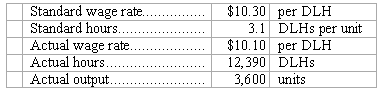 Standard wage rate................. $10.30 per DLH
Standard hours...................... 3.1 DLHs per unit
Actual wage rate.................... $10.10 per DLH
Actual hours.......................... 12,390 DLHs
Actual output......................... 3,600 units